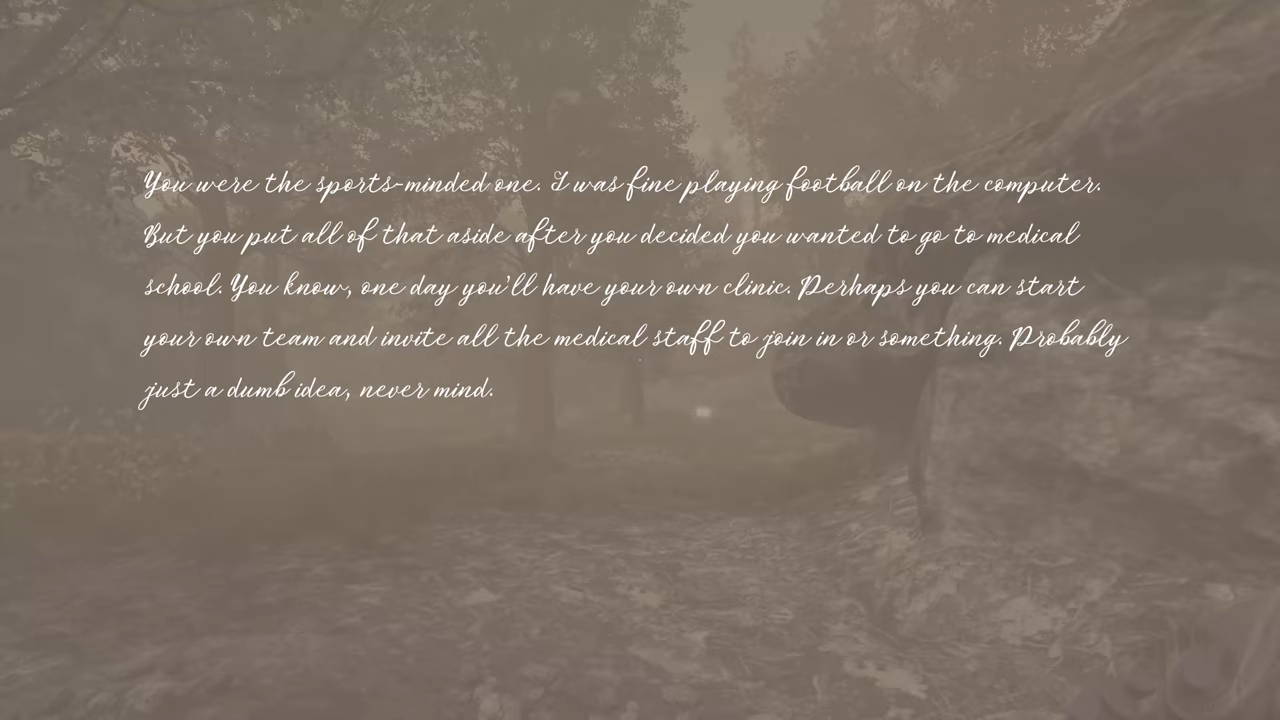 You were the sports-minded one. I was fine playing football on the computer.
But you put all of that aside after you decided you wanted to go to medical
school. You know, one day you'll have your own clinic. Perhaps you can start
your own team and invite all the medical staff to join in or something. Probably
just a dumb idea, never mind.